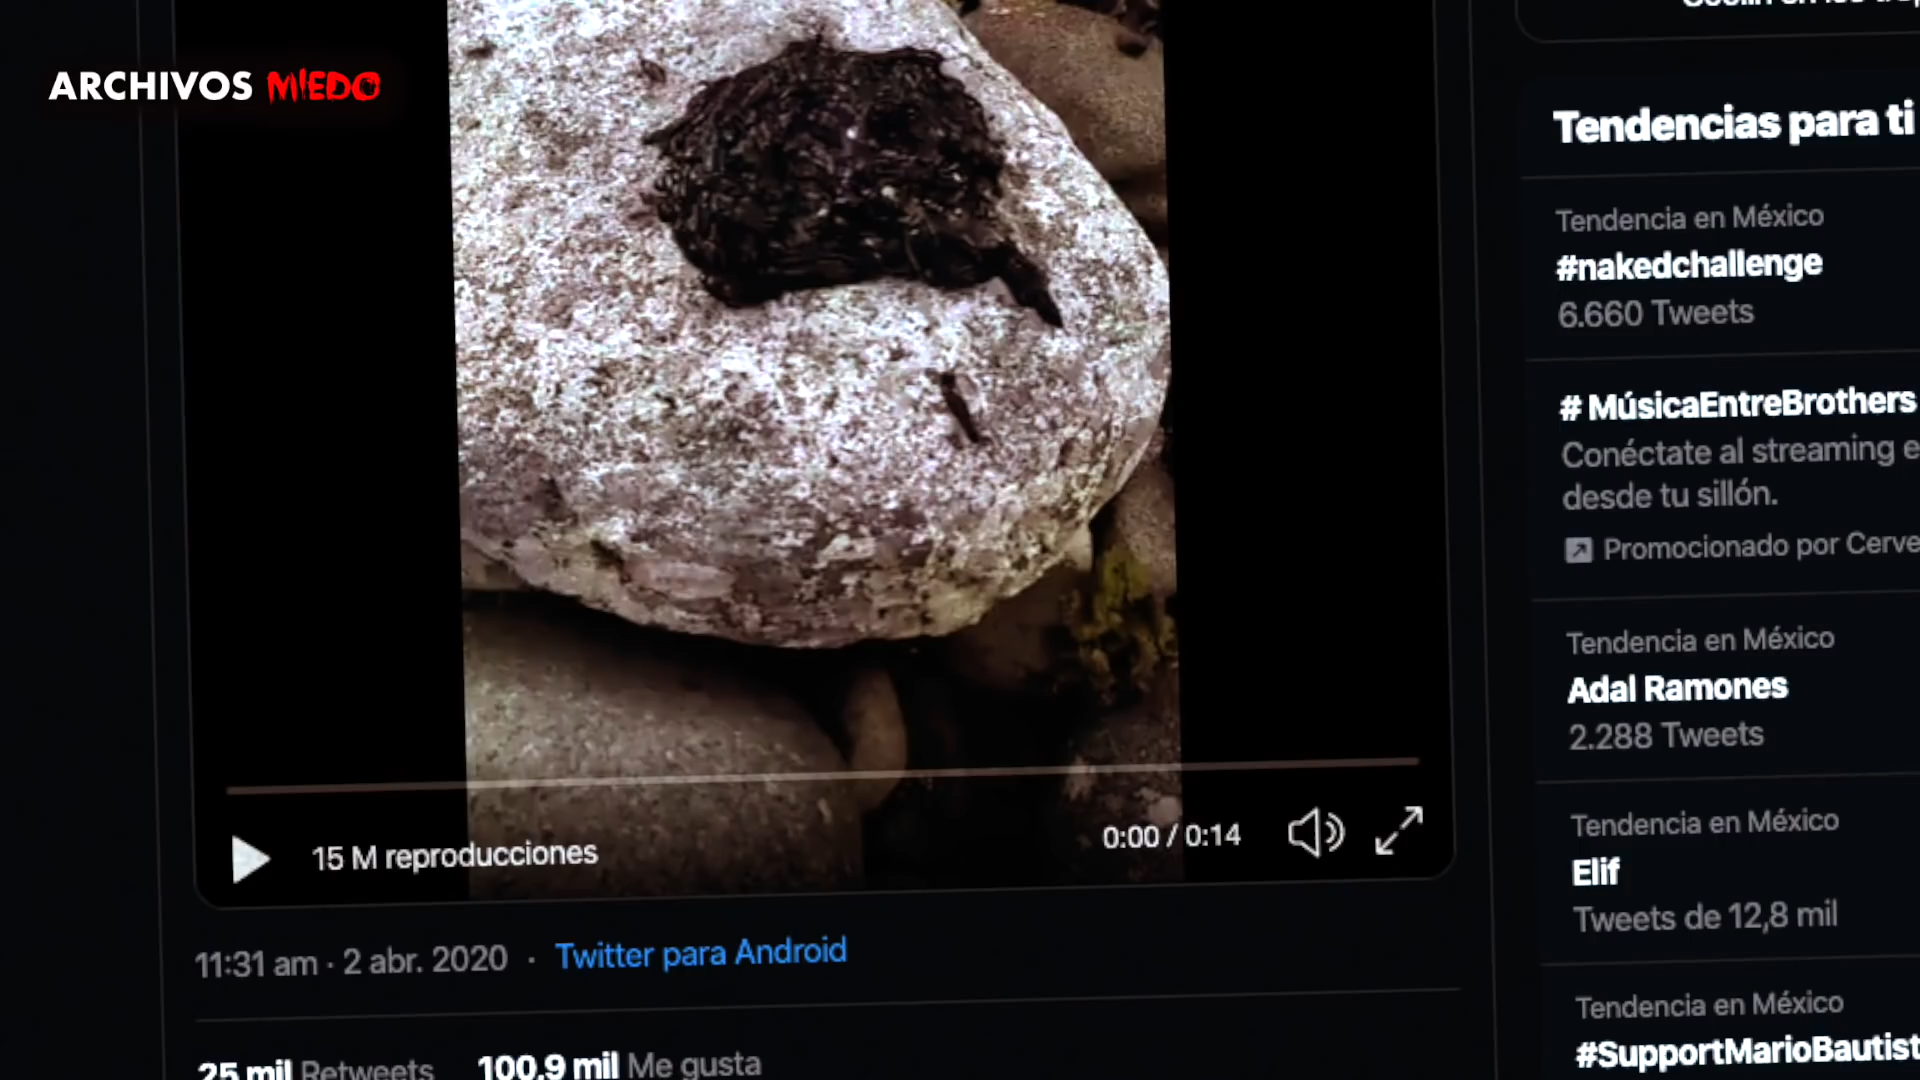 ARCHIVOS MIEDO
Tendencias para ti
Tendencia en México
#nakedchallenge
6.660 Tweets
# MúsicaEntreBrothers
Conéctate al streaming
desde tu sillón.
Promocionado por
Tendencia en México
Adal Ramones
2.288 Tweets
Tendencia en México
Elif
Tweets de 12,8 mil
Tendencia en México
#SupportMarioBautist
0:00 / 0:14
15 M reproducciones
11:31 am · 2 abr. 2020 · Twitter para Android
25 mil Retweets 100,9 mil Me gusta